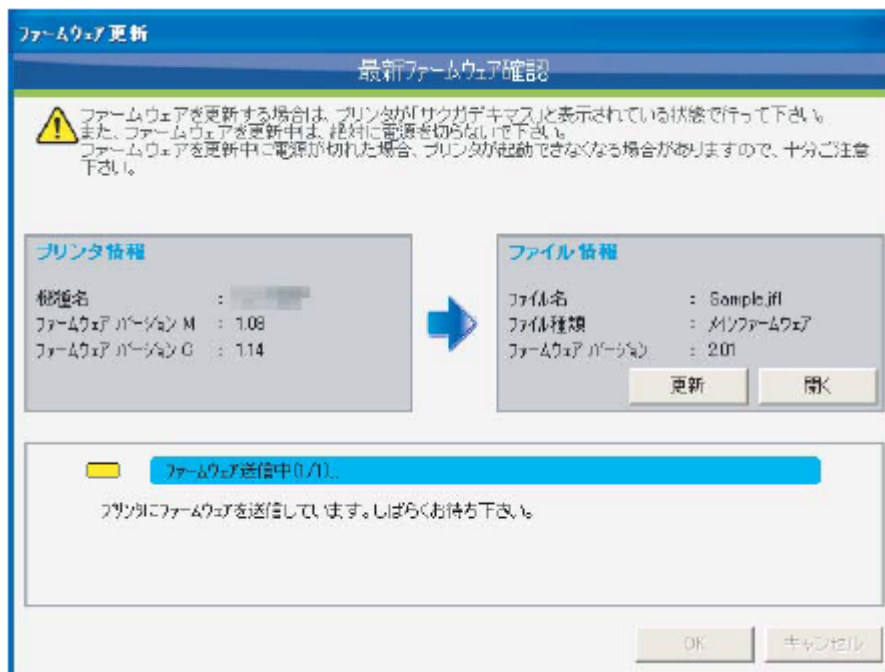 ファームウェア更新
最新ファームウェア確認
ファームウェアを更新する場合は、プリンタが「サクガデキマス」と表示されている状態で行って下さい。
また、ファームウェアを更新中は、絶対に電源を切らないで下さい。
ファームウェアを更新中に電源が切れた場合、プリンタが起動できなくなる場合がありますので、十分ご注意
下さい。
プリンタ情報
機種名 :
ファームウェア バージョン M : 1.08
ファームウェア バージョン G : 1.14
ファイル情報
ファイル名 : Sample.jfl
ファイル種類 : メインファームウェア
ファームウェア バージョン : 2.01
更新 開く
ファームウェア送信中(1/1)...
プリンタにファームウェアを送信しています。しばらくお待ち下さい。
OK キャンセル